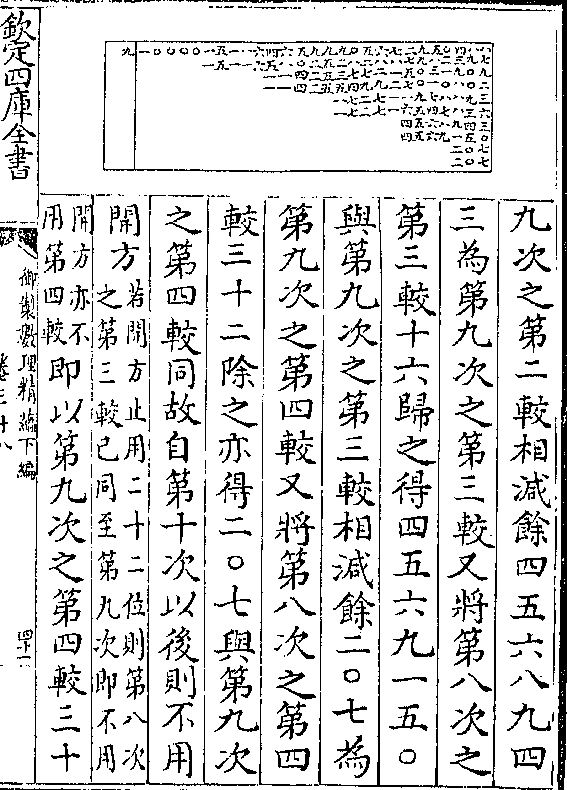 九次之第二較相減餘四五六八九四
三為第九次之第三較又將第八次之
第三較十六歸之得四五六九一五〇
與第九次之第三較相減餘二〇七為
第九次之第四較又將第八次之第四
較三十二除之亦得二〇七與第九次
之第四較同故自第十次以後則不用
開方若開方止用二十二位則第八次
之第三較已同至第九次即不用
開方亦不
用第四較即以第九次之第四較三十
欽定四庫全書
御製數理精蘊下編
卷三十八